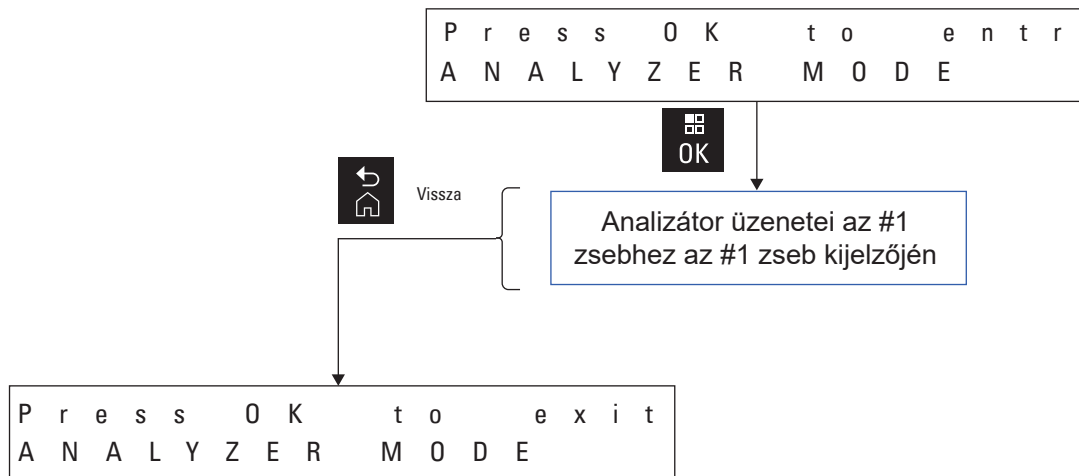 Press OK to entr
ANALYZER MODE
OK
Vissza
Analizátor üzenetei az #1
zsebhez az #1 zseb kijelzőjén
Press OK to exit
ANALYZER MODE